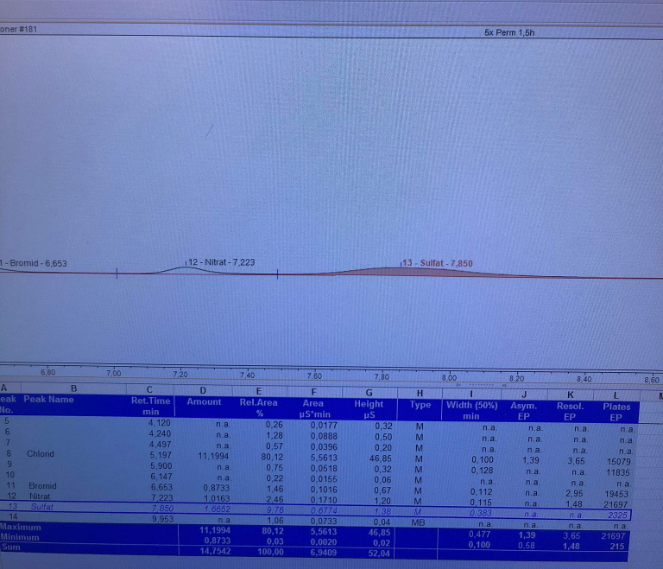 oner #181
6x Perm 1,5h
- Bromid - 6,653
12 - Nitrat - 7,223
13 - Sulfat - 7,850
6,80 7,00 7,20 7,40 7,60 7,80 8,00 8,20 8,40 8,60
A B C D E F G H I J K L
eak Peak Name Ret.Time Amount Rel.Area Area Height Type Width (50%) Asym. Resol. Plates
No. min % µS*min µS min EP EP EP
5 4,120 n.a. 0,26 0,0177 0,32 M n.a. n.a. n.a. n.a.
6 4,240 n.a. 1,28 0,0888 0,50 M n.a. n.a. n.a. n.a.
7 4,497 n.a. 0,57 0,0396 0,20 M n.a. n.a. n.a. n.a.
8 Chlorid 5,197 11,1994 80,12 5,5613 46,85 M 0,100 1,39 3,65 15079
9 5,900 n.a. 0,75 0,0518 0,32 M 0,128 n.a. n.a. 11835
10 6,147 n.a. 0,22 0,0155 0,06 M n.a. n.a. n.a. n.a.
11 Bromid 6,653 0,8733 1,46 0,1016 0,67 M 0,112 n.a. 2,95 19453
12 Nitrat 7,223 1,0163 2,46 0,1710 1,20 M 0,115 n.a. 1,48 21697
13 Sulfat 7,850 1,6652 9,76 0,6774 1,38 M 0,383 n.a. n.a. 2325
14 9,953 n.a. 1,06 0,0733 0,04 MB n.a. n.a. n.a. n.a.
Maximum 11,1994 80,12 5,5613 46,85 0,477 1,39 3,65 21697
Minimum 0,8733 0,03 0,0020 0,02 0,100 0,58 1,48 215
Som 14,7542 100,00 6,9409 52,04